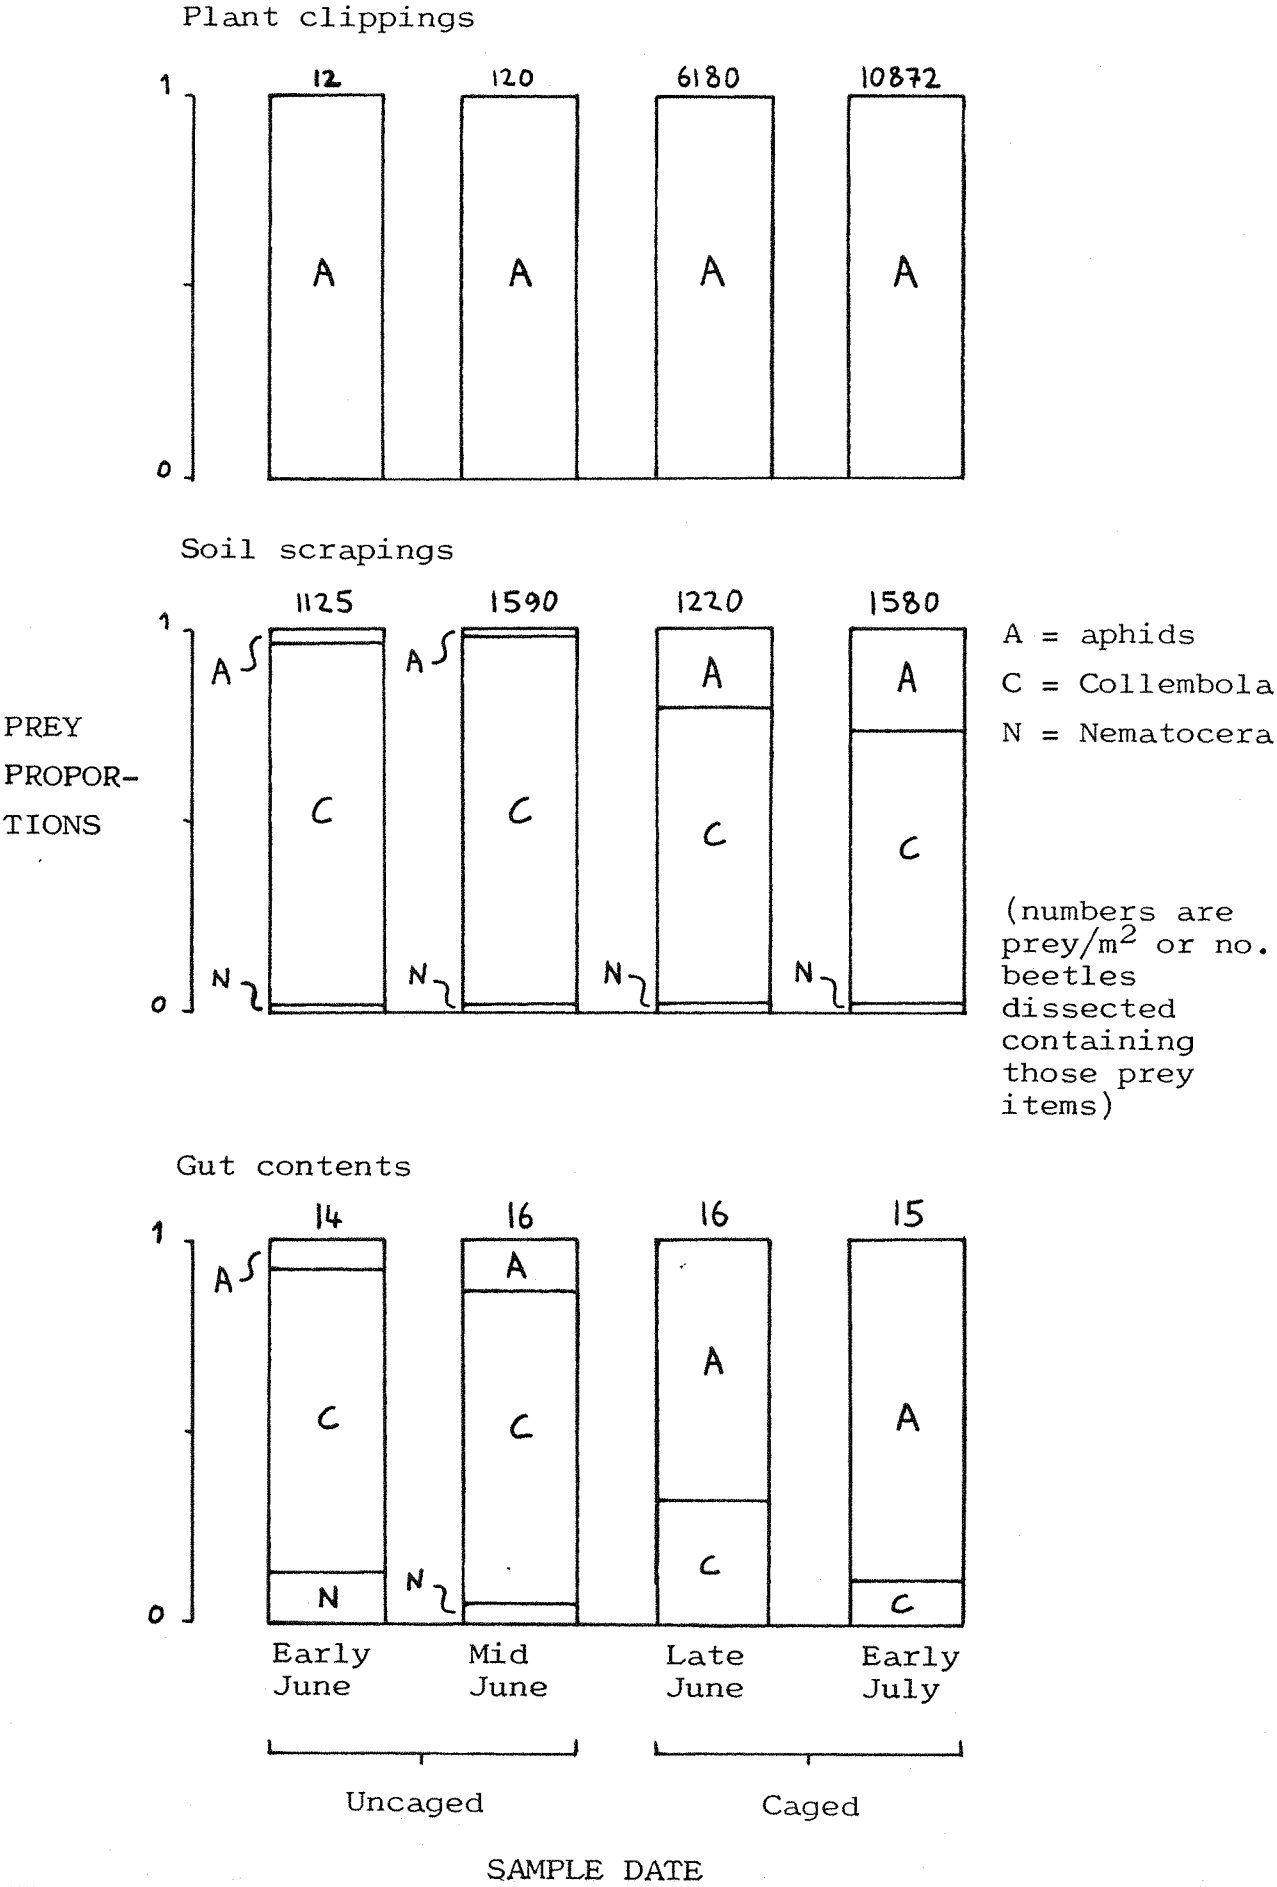 Plant clippings
12 120 6180 10872
1
A A A A
0
Soil scrapings
1125 1590 1220 1580
1
A A A A
C C C C
N N N N
0
A = aphids
C = Collembola
N = Nematocera
PREY
PROPOR-
TIONS
(numbers are
prey/m² or no.
beetles
dissected
containing
those prey
items)
Gut contents
14 16 16 15
1
A A A A
C C C C
N N
0
Early Mid Late Early
June June June July
Uncaged Caged
SAMPLE DATE